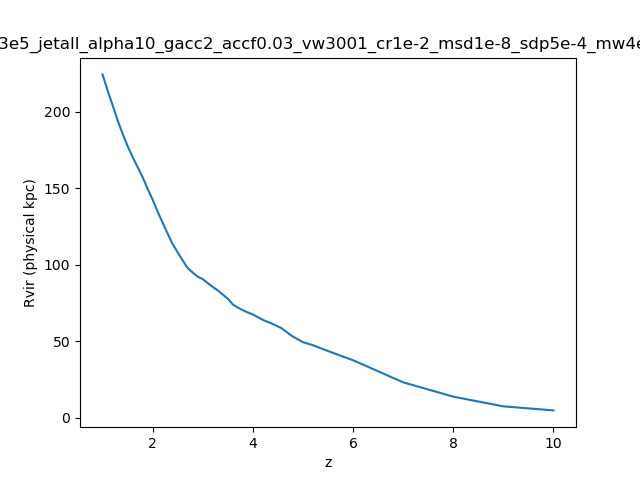 3e5_jetall_alpha10_gacc2_accf0.03_vw3001_cr1e-2_msd1e-8_sdp5e-4_mw4e
200
150
100
50
0
Rvir (physical kpc)
2 4 6 8 10
z